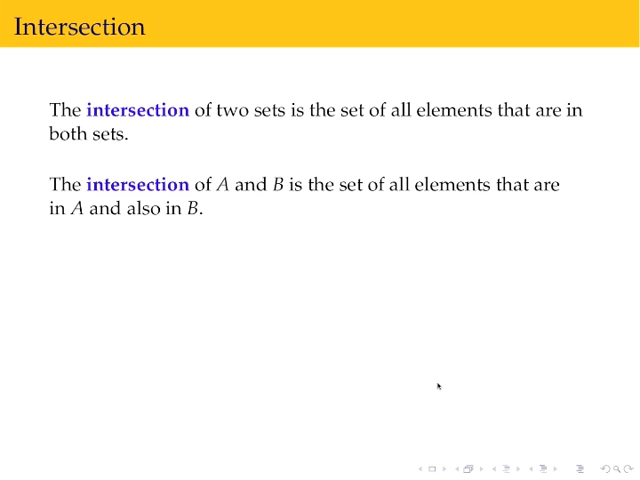 Intersection
The intersection of two sets is the set of all elements that are in
both sets.
The intersection of A and B is the set of all elements that are
in A and also in B.